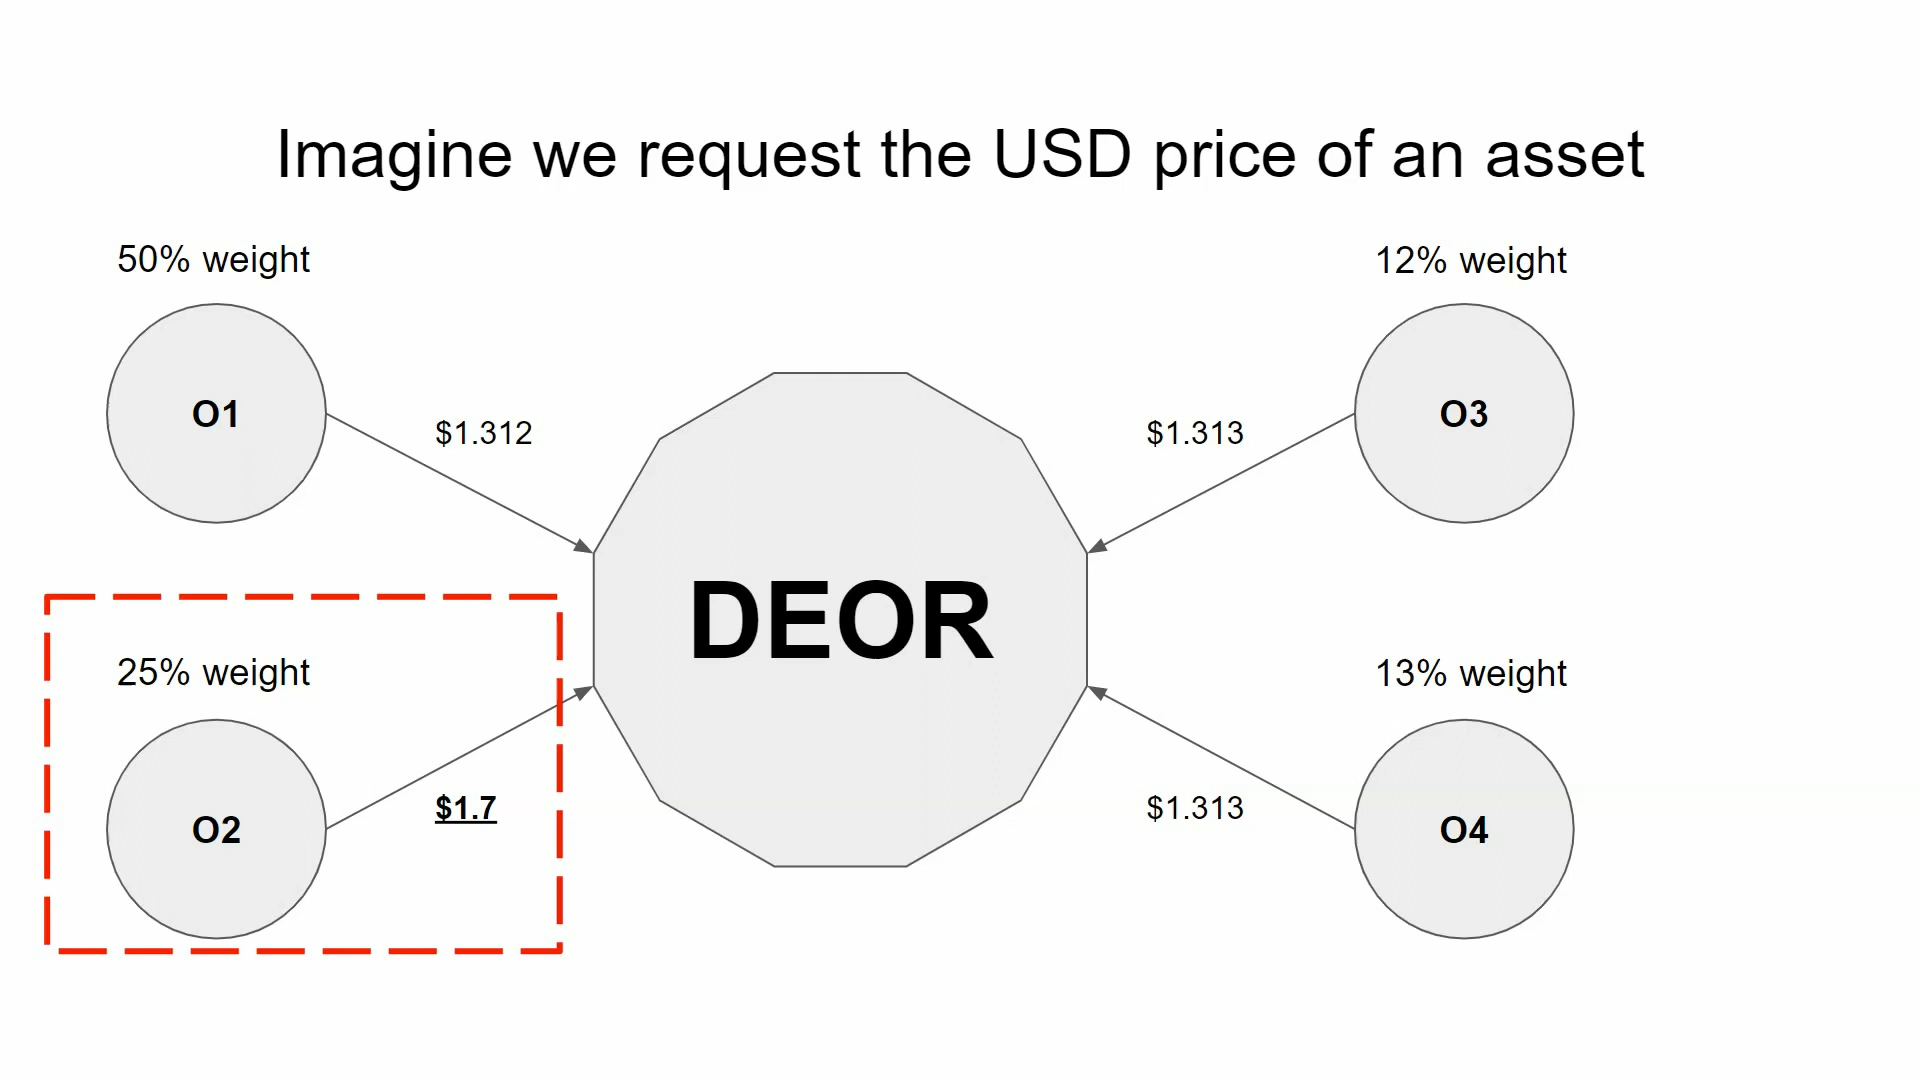 Imagine we request the USD price of an asset
50% weight
12% weight
O1
$1.312
$1.313
O3
DEOR
25% weight
13% weight
O2
$1.7
$1.313
O4